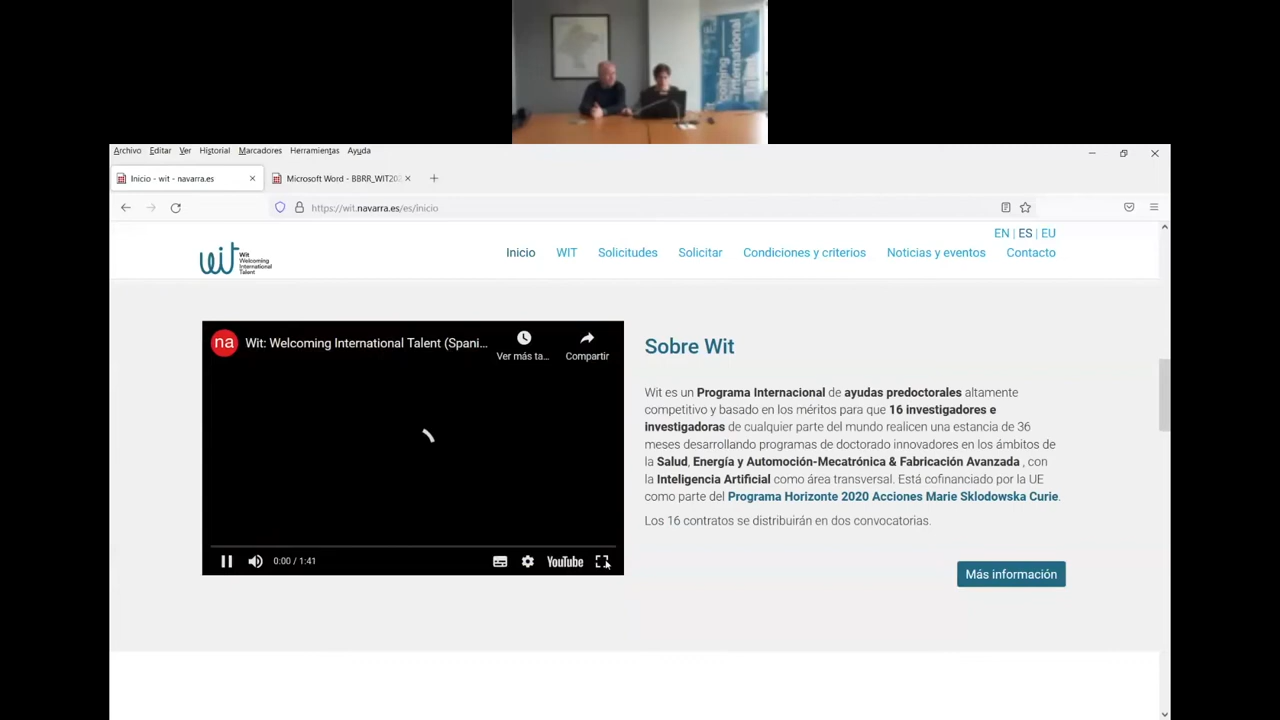 Wit
coming
International
Archivo Editar Ver Historial Marcadores Herramientas Ayuda
Inicio - wit - navarra.es
Microsoft Word - BBRR_WIT202
https://wit.navarra.es/es/inicio
EN | ES | EU
wit
Wit
Welcoming
International
Talent
Inicio WIT Solicitudes Solicitar Condiciones y criterios Noticias y eventos Contacto
na
Wit: Welcoming International Talent (Spani...
Ver más ta...
Compartir
0:00 / 1:41
YouTube
Sobre Wit
Wit es un Programa Internacional de ayudas predoctorales altamente
competitivo y basado en los méritos para que 16 investigadores e
investigadoras de cualquier parte del mundo realicen una estancia de 36
meses desarrollando programas de doctorado innovadores en los ámbitos de
la Salud, Energía y Automoción-Mecatrónica & Fabricación Avanzada , con
la Inteligencia Artificial como área transversal. Está cofinanciado por la UE
como parte del Programa Horizonte 2020 Acciones Marie Sklodowska Curie.
Los 16 contratos se distribuirán en dos convocatorias.
Más información